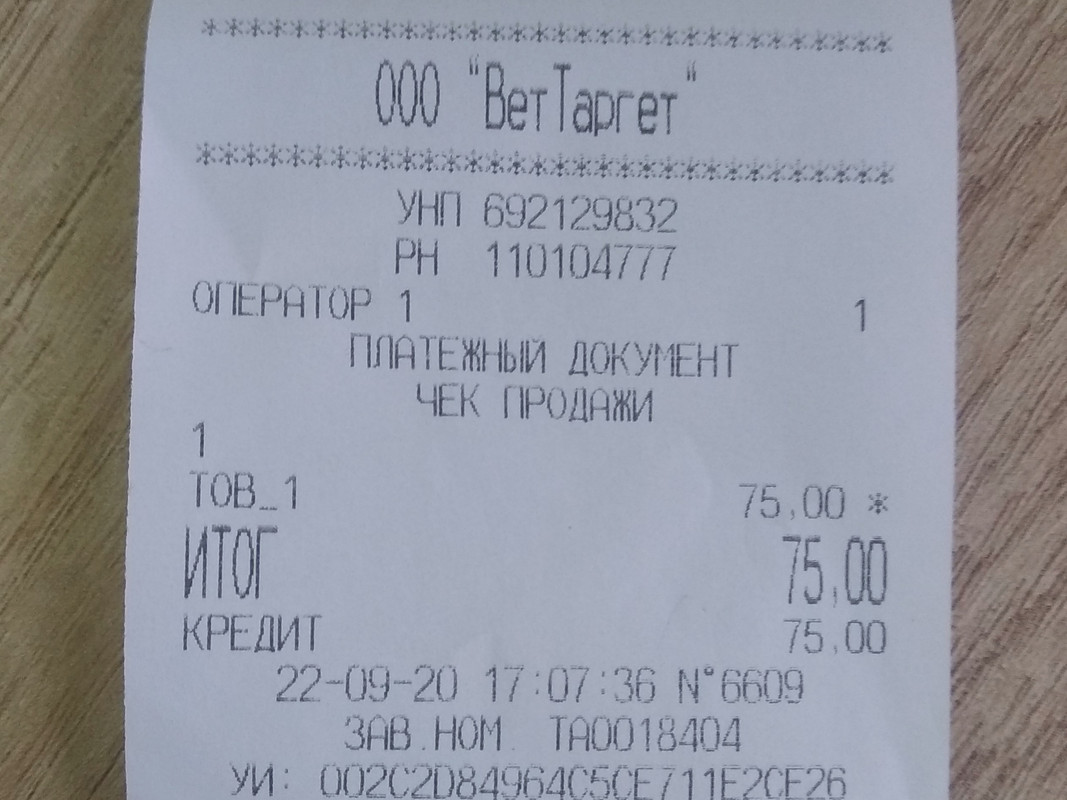 ********************************
ООО "ВетТаргет"
********************************
УНП 692129832
РН 110104777
ОПЕРАТОР 1 1
ПЛАТЕЖНЫЙ ДОКУМЕНТ
ЧЕК ПРОДАЖИ
1
ТОВ_1 75,00 *
ИТОГ 75,00
КРЕДИТ 75,00
22-09-20 17:07:36 N°6609
ЗАВ.НОМ. ТА0018404
УИ: 002C2D84964C5CE711E2CE26